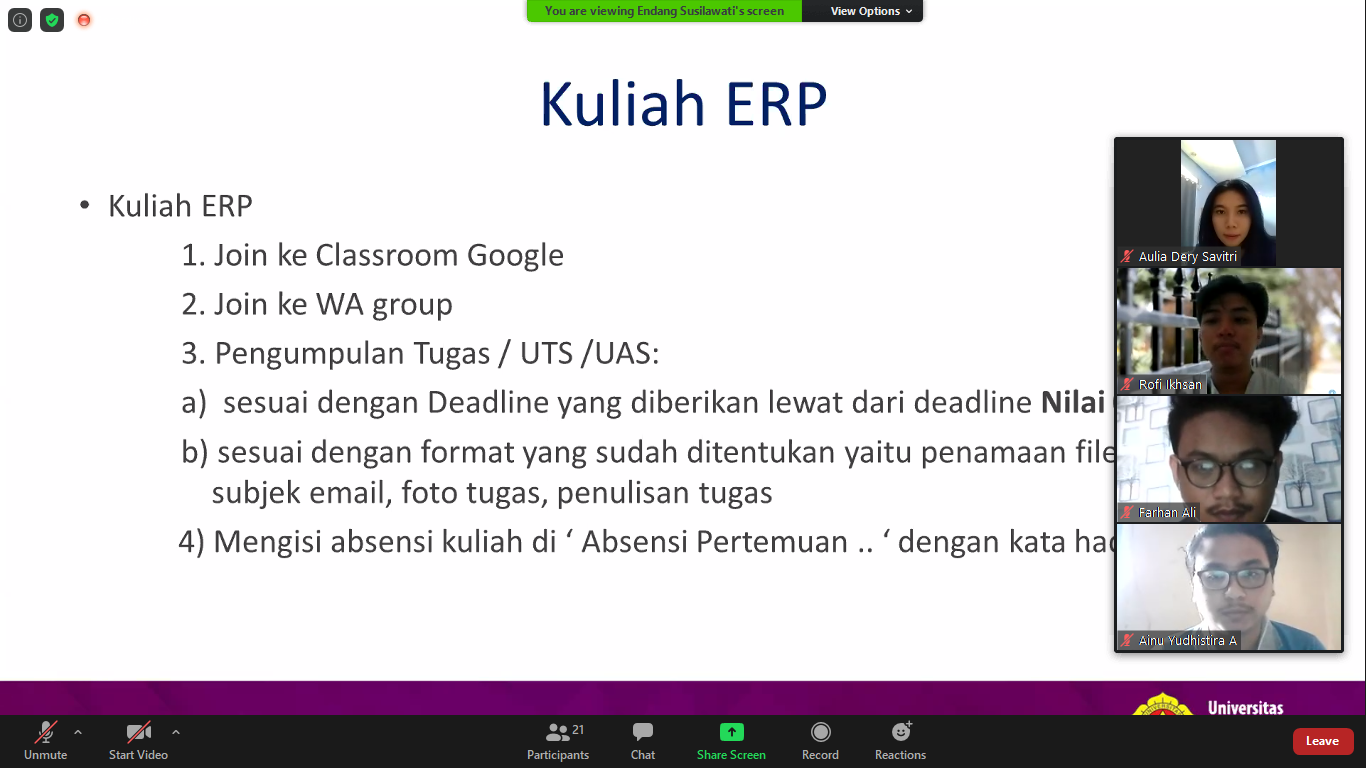 You are viewing Endang Susilawati's screen
View Options
Kuliah ERP
• Kuliah ERP
1. Join ke Classroom Google
2. Join ke WA group
3. Pengumpulan Tugas / UTS /UAS:
a) sesuai dengan Deadline yang diberikan lewat dari deadline Nilai
b) sesuai dengan format yang sudah ditentukan yaitu penamaan file
subjek email, foto tugas, penulisan tugas
4) Mengisi absensi kuliah di ‘ Absensi Pertemuan .. ‘ dengan kata
Aulia Dery Savitri
Rofi Ikhsan
Farhan Ali
Ainu Yudhistira A
Universitas
Unmute
Start Video
Participants
21
Chat
Share Screen
Record
Reactions
Leave